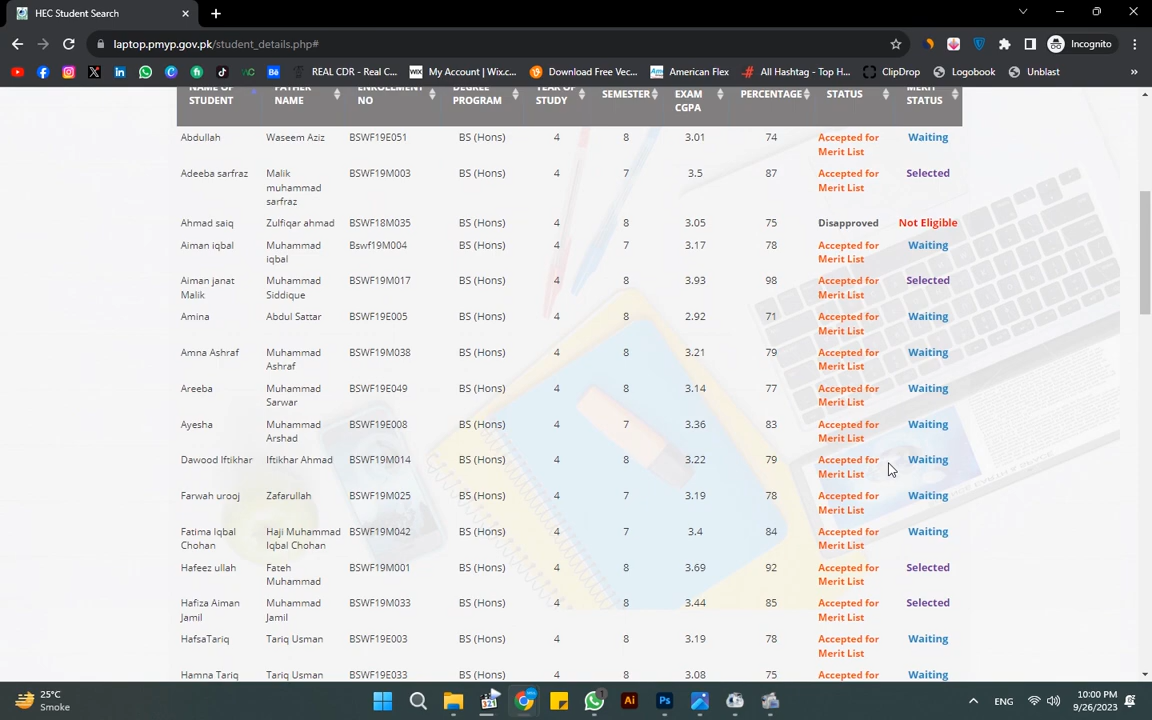 HEC Student Search
laptop.pmyp.gov.pk/student_details.php#
Incognito
REAL CDR - Real C... My Account | Wix.c... Download Free Vec... American Flex All Hashtag - Top H... ClipDrop Logobook Unblast
NAME OF STUDENT FATHER NAME ENROLLMENT NO DEGREE PROGRAM YEAR OF STUDY SEMESTER EXAM CGPA PERCENTAGE STATUS MERIT STATUS
Abdullah Waseem Aziz BSWF19E051 BS (Hons) 4 8 3.01 74 Accepted for Merit List Waiting
Adeeba sarfraz Malik muhammad sarfraz BSWF19M003 BS (Hons) 4 7 3.5 87 Accepted for Merit List Selected
Ahmad saiq Zulfiqar ahmad BSWF18M035 BS (Hons) 4 8 3.05 75 Disapproved Not Eligible
Aiman iqbal Muhammad iqbal Bswf19M004 BS (Hons) 4 7 3.17 78 Accepted for Merit List Waiting
Aiman janat Malik Muhammad Siddique BSWF19M017 BS (Hons) 4 8 3.93 98 Accepted for Merit List Selected
Amina Abdul Sattar BSWF19E005 BS (Hons) 4 8 2.92 71 Accepted for Merit List Waiting
Amna Ashraf Muhammad Ashraf BSWF19M038 BS (Hons) 4 8 3.21 79 Accepted for Merit List Waiting
Areeba Muhammad Sarwar BSWF19E049 BS (Hons) 4 8 3.14 77 Accepted for Merit List Waiting
Ayesha Muhammad Arshad BSWF19E008 BS (Hons) 4 7 3.36 83 Accepted for Merit List Waiting
Dawood Iftikhar Iftikhar Ahmad BSWF19M014 BS (Hons) 4 8 3.22 79 Accepted for Merit List Waiting
Farwah urooj Zafarullah BSWF19M025 BS (Hons) 4 7 3.19 78 Accepted for Merit List Waiting
Fatima Iqbal Chohan Haji Muhammad Iqbal Chohan BSWF19M042 BS (Hons) 4 7 3.4 84 Accepted for Merit List Waiting
Hafeez ullah Fateh Muhammad BSWF19M001 BS (Hons) 4 8 3.69 92 Accepted for Merit List Selected
Hafiza Aiman Jamil Muhammad Jamil BSWF19M033 BS (Hons) 4 8 3.44 85 Accepted for Merit List Selected
HafsaTariq Tariq Usman BSWF19E003 BS (Hons) 4 8 3.19 78 Accepted for Merit List Waiting
Hamna Tariq Tariq Usman BSWF19E033 BS (Hons) 4 8 3.08 75 Accepted for Waiting
25°C
Smoke
ENG
10:00 PM
9/26/2023